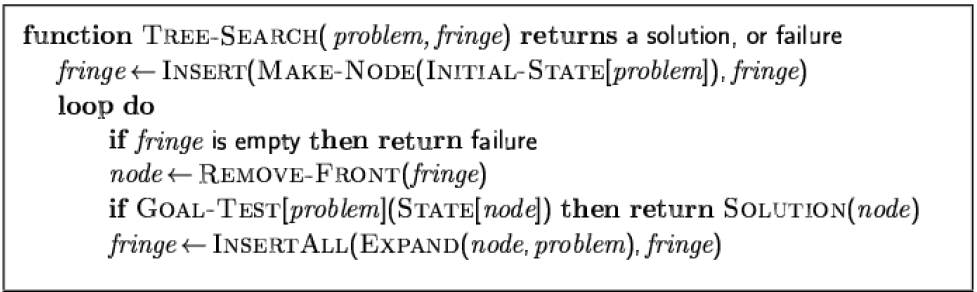 function TREE-SEARCH( problem, fringe) returns a solution, or failure
fringe ← INSERT(MAKE-NODE(INITIAL-STATE[problem]), fringe)
loop do
if fringe is empty then return failure
node ← REMOVE-FRONT(fringe)
if GOAL-TEST[problem](STATE[node]) then return SOLUTION(node)
fringe ← INSERTALL(EXPAND(node, problem), fringe)